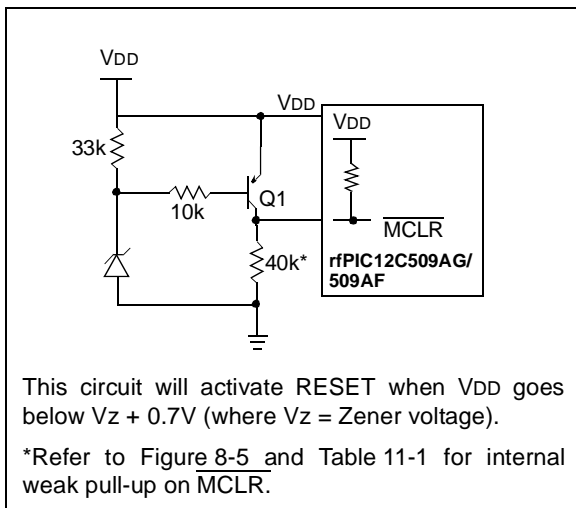 VDD
VDD
VDD
33k
Q1
10k
MCLR
40k*
rfPIC12C509AG/
509AF
This circuit will activate RESET when VDD goes
below Vz + 0.7V (where Vz = Zener voltage).
*Refer to Figure 8-5 and Table 11-1 for internal
weak pull-up on MCLR.